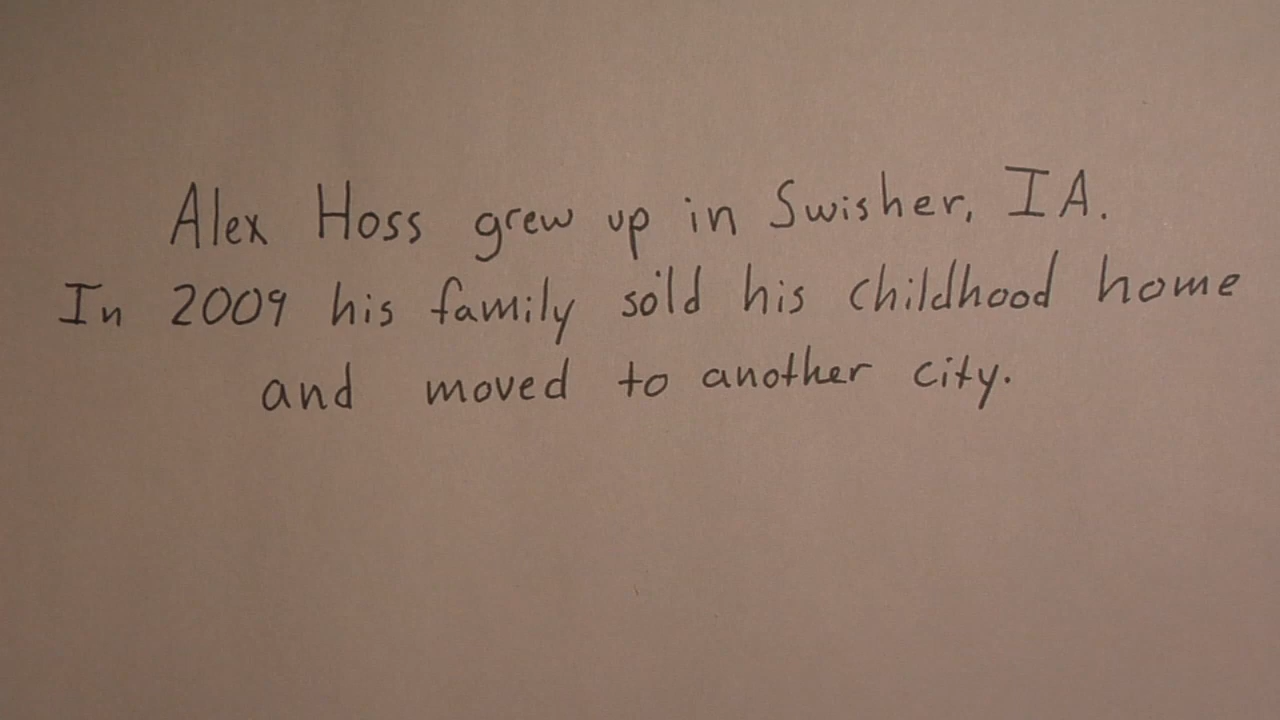 Alex Hoss grew up in Swisher, IA.
In 2009 his family sold his childhood home
and moved to another city.